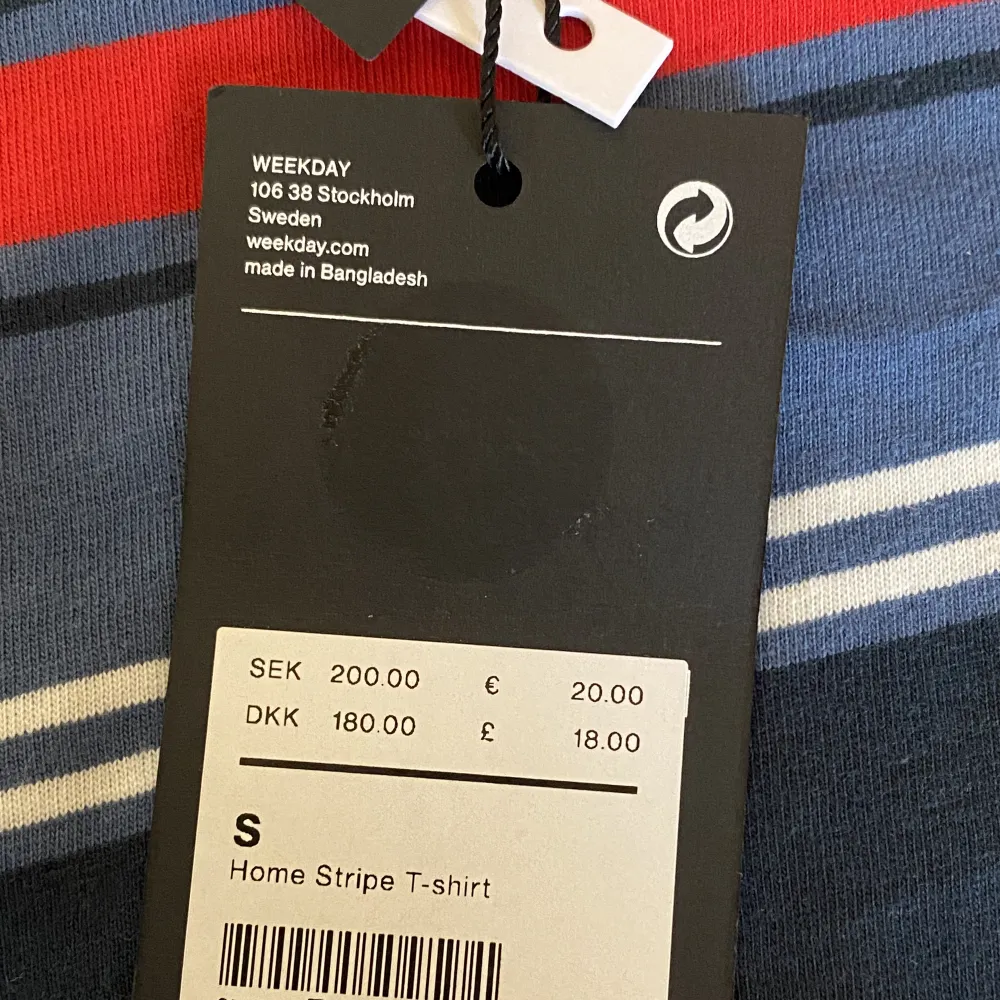 WEEKDAY
106 38 Stockholm
Sweden
weekday.com
made in Bangladesh
SEK 200.00 € 20.00
DKK 180.00 £ 18.00
S
Home Stripe T-shirt